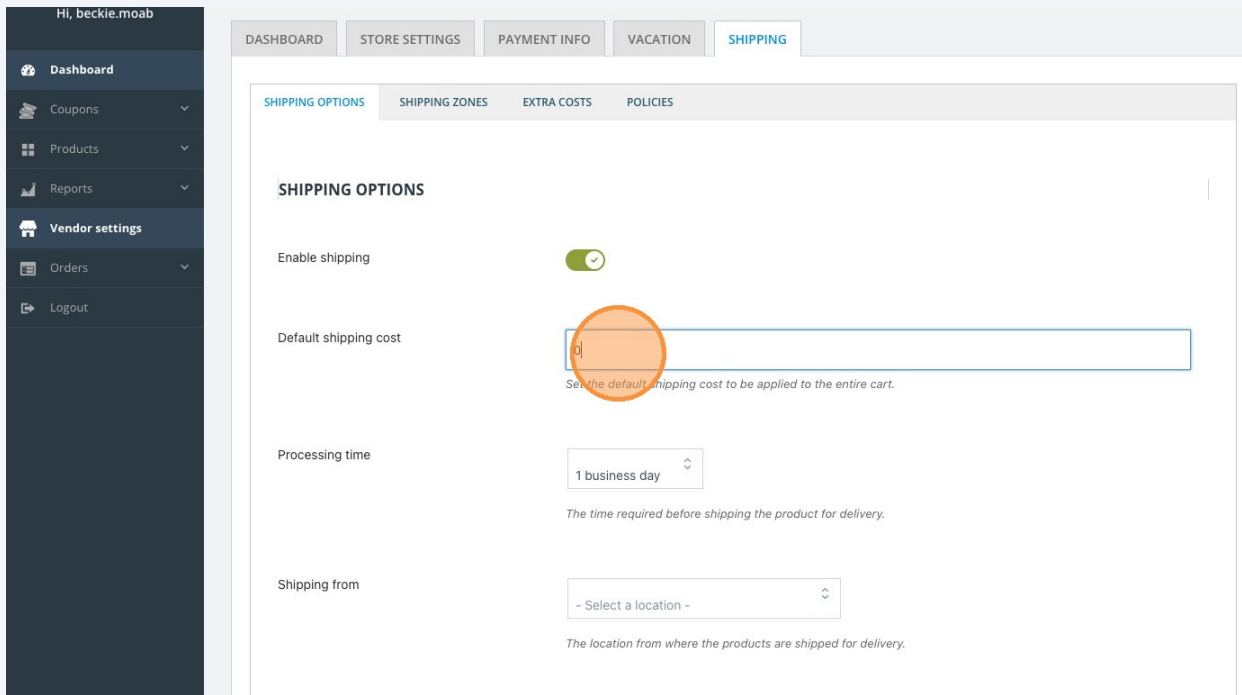 Hi, beckie.moab
Dashboard
Coupons
Products
Reports
Vendor settings
Orders
Logout
DASHBOARD STORE SETTINGS PAYMENT INFO VACATION SHIPPING
SHIPPING OPTIONS SHIPPING ZONES EXTRA COSTS POLICIES
SHIPPING OPTIONS
Enable shipping
Default shipping cost
0
Set the default shipping cost to be applied to the entire cart.
Processing time
1 business day
The time required before shipping the product for delivery.
Shipping from
- Select a location -
The location from where the products are shipped for delivery.